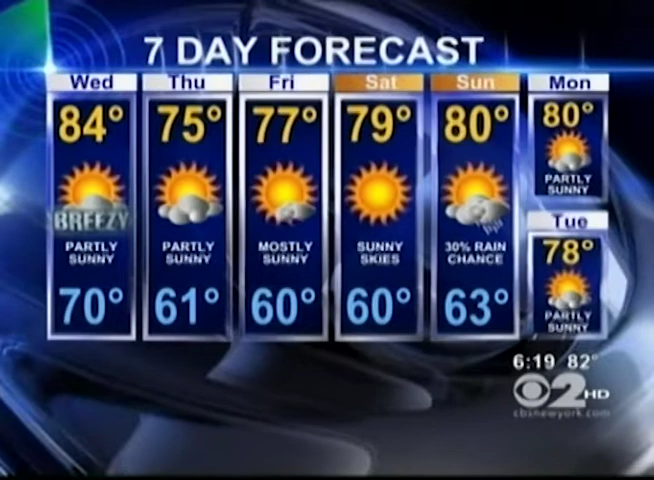 7 DAY FORECAST
Wed Thu Fri Sat Sun Mon
84° 75° 77° 79° 80° 80°
BREEZY
PARTLY SUNNY
PARTLY SUNNY
MOSTLY SUNNY
SUNNY SKIES
30% RAIN CHANCE
PARTLY SUNNY
70° 61° 60° 60° 63°
Tue
78°
PARTLY SUNNY
6:19 82°
2 HD
cbsnewyork.com